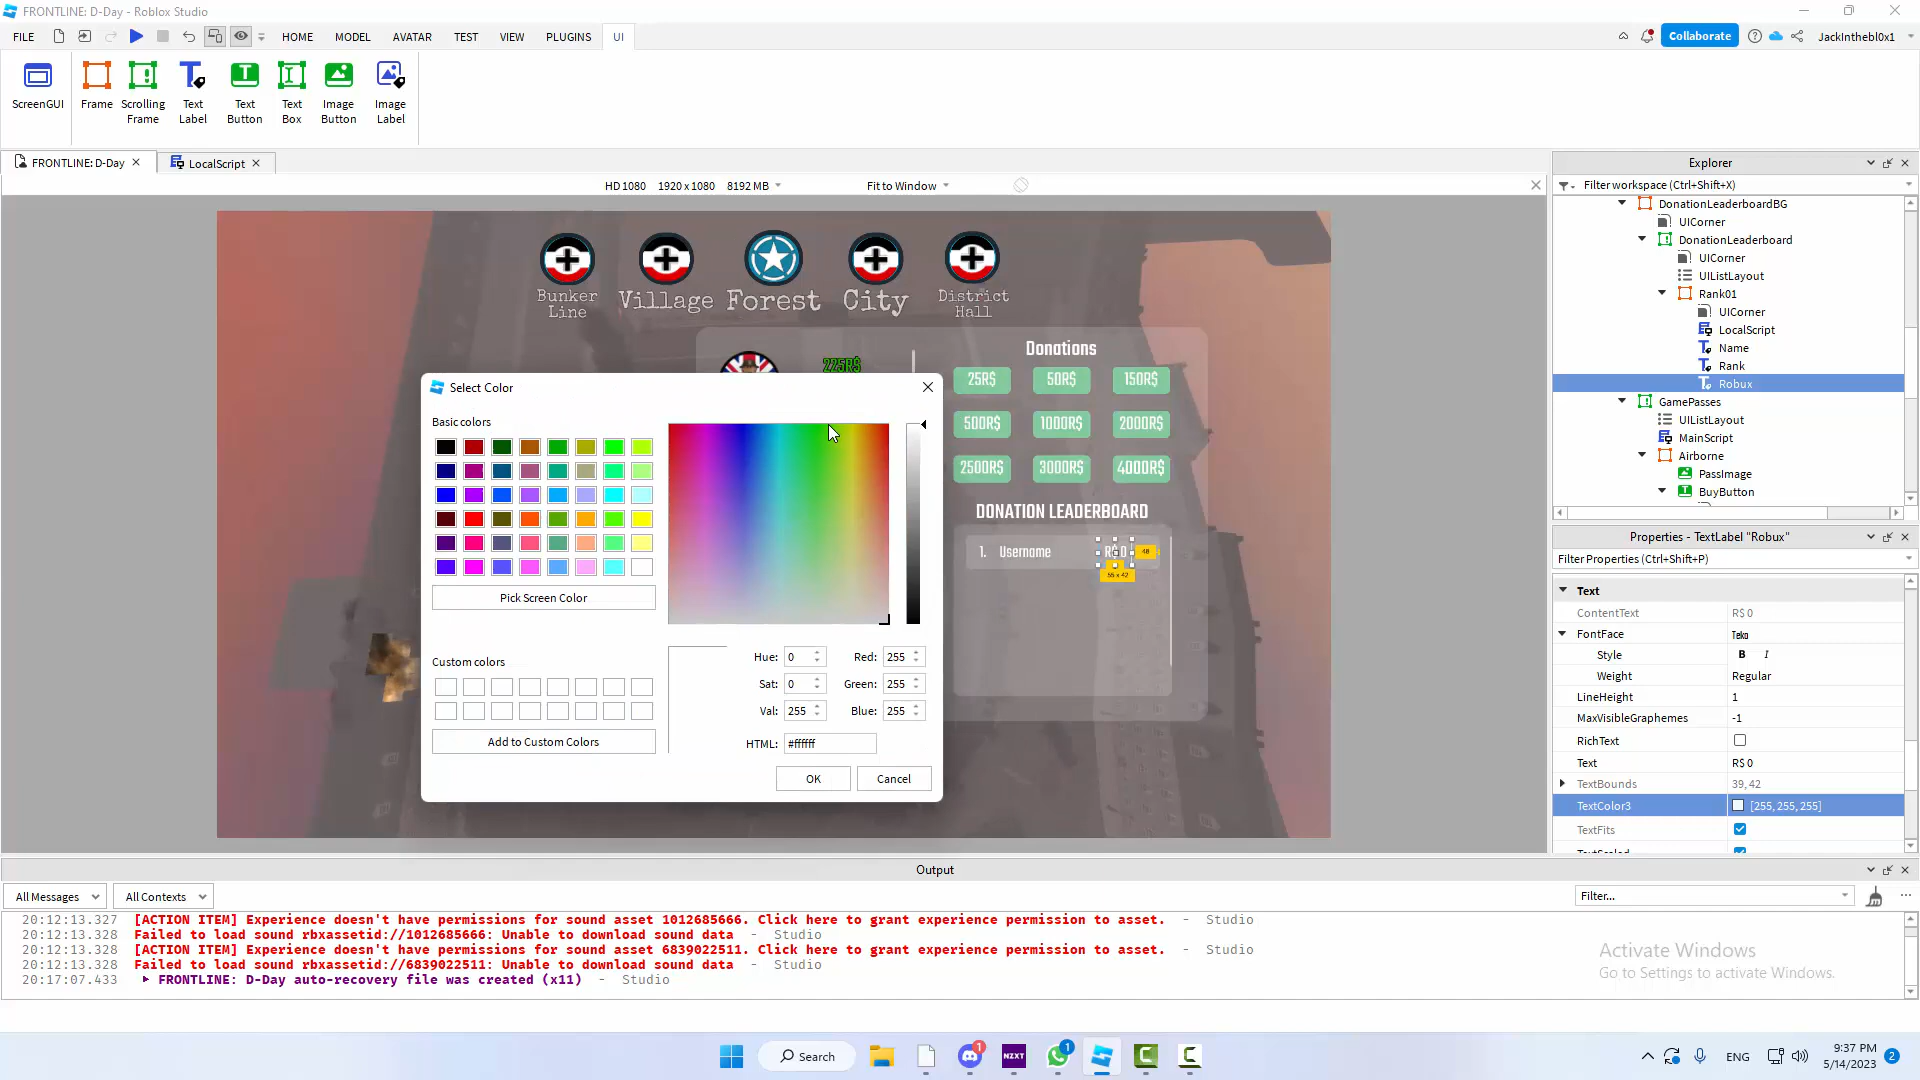 FRONTLINE: D-Day - Roblox Studio
FILE HOME MODEL AVATAR TEST VIEW PLUGINS UI Collaborate JackInthebl0x1
ScreenGUI Frame Scrolling Frame Text Label Text Button Text Box Image Button Image Label
FRONTLINE: D-Day LocalScript
HD 1080 1920 x 1080 8192 MB Fit to Window
Bunker Line Village Forest City District Hall
225R$
Donations
25R$ 50R$ 150R$
500R$ 1000R$ 2000R$
2500R$ 3000R$ 4000R$
DONATION LEADERBOARD
1. Username R$ 0 48
55 x 42
Select Color
Basic colors
Pick Screen Color
Custom colors
Add to Custom Colors
Hue: 0 Red: 255
Sat: 0 Green: 255
Val: 255 Blue: 255
HTML: #ffffff
OK Cancel
Explorer
Filter workspace (Ctrl+Shift+X)
DonationLeaderboardBG
UICorner
DonationLeaderboard
UICorner
UIListLayout
Rank01
UICorner
LocalScript
Name
Rank
Robux
GamePasses
UIListLayout
MainScript
Airborne
PassImage
BuyButton
Properties - TextLabel "Robux"
Filter Properties (Ctrl+Shift+P)
Text
ContentText R$ 0
FontFace Teko
Style B I
Weight Regular
LineHeight 1
MaxVisibleGraphemes -1
RichText
Text R$ 0
TextBounds 39, 42
TextColor3 [255, 255, 255]
TextFits
TextScaled
Output
All Messages All Contexts Filter...
20:12:13.327 [ACTION ITEM] Experience doesn't have permissions for sound asset 1012685666. Click here to grant experience permission to asset. - Studio
20:12:13.328 Failed to load sound rbxassetid://1012685666: Unable to download sound data - Studio
20:12:13.328 [ACTION ITEM] Experience doesn't have permissions for sound asset 6839022511. Click here to grant experience permission to asset. - Studio
20:12:13.328 Failed to load sound rbxassetid://6839022511: Unable to download sound data - Studio
20:17:07.433 FRONTLINE: D-Day auto-recovery file was created (x11) - Studio
Activate Windows
Go to Settings to activate Windows.
Search 1 NZXT 1 ENG 9:37 PM 2
5/14/2023